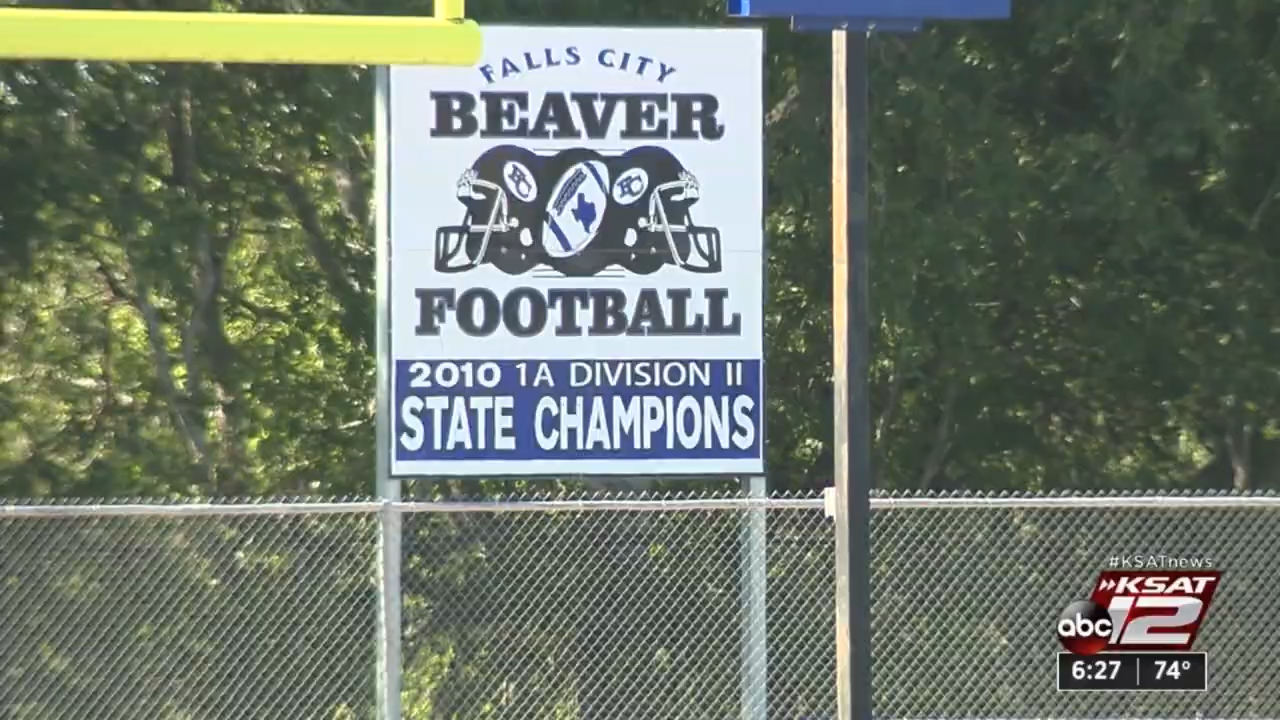 FALLS CITY
BEAVER
FOOTBALL
2010 1A DIVISION II
STATE CHAMPIONS
#KSATnews
KSAT
12
abc
6:27 74°